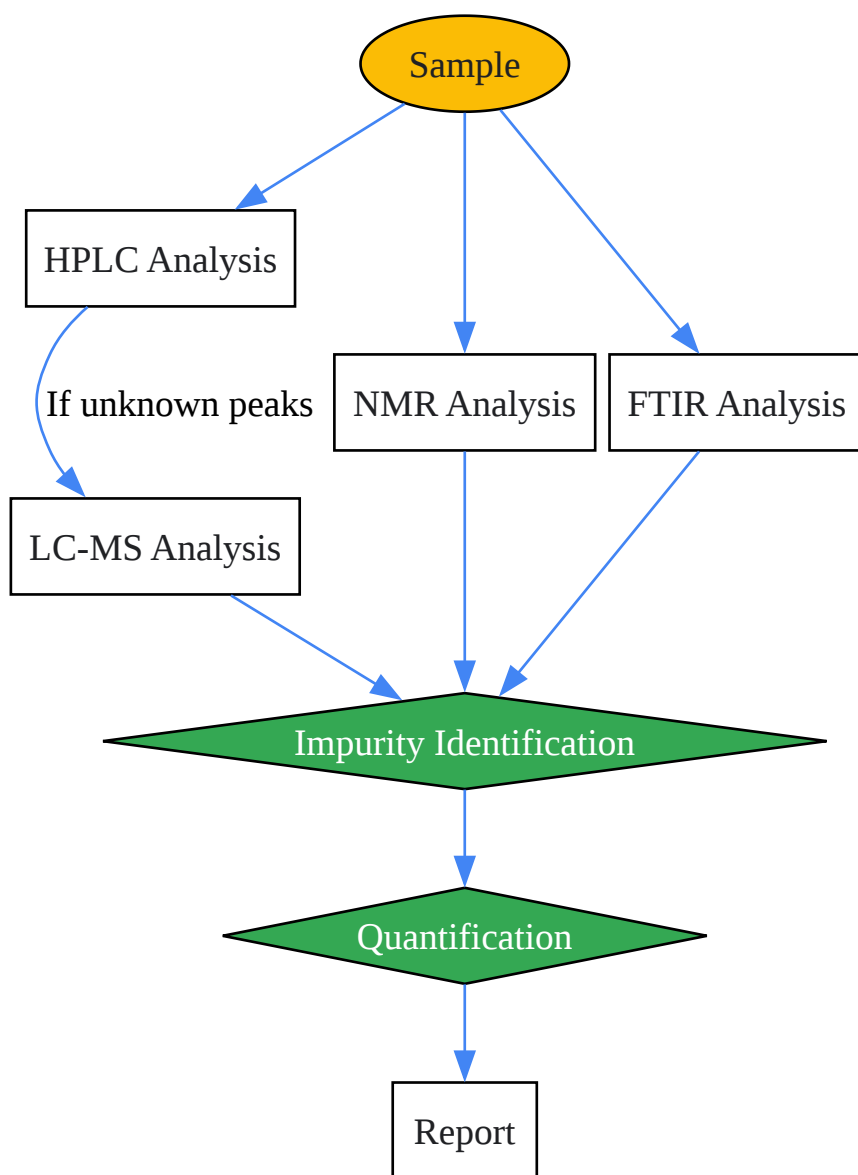 Sample
HPLC Analysis
If unknown peaks
NMR Analysis
FTIR Analysis
LC-MS Analysis
Impurity Identification
Quantification
Report